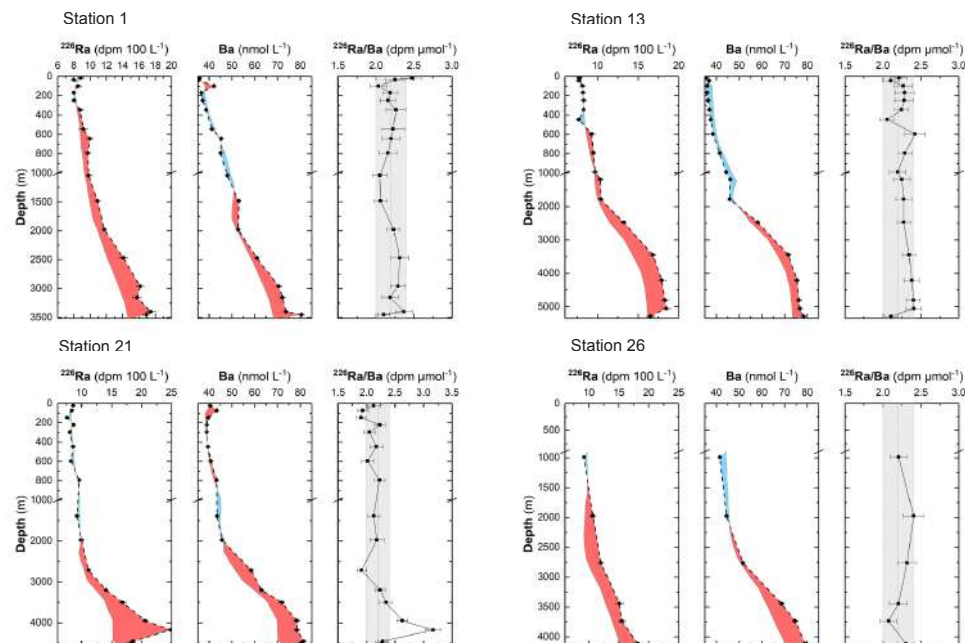 Station 1
²²⁶Ra (dpm 100 L⁻¹) Ba (nmol L⁻¹) ²²⁶Ra/Ba (dpm µmol⁻¹)
6 8 10 12 14 16 18 20 40 50 60 70 80 1.5 2.0 2.5 3.0
0
200
400
600
800
1000
1500
2000
2500
3000
3500
Depth (m)
Station 13
²²⁶Ra (dpm 100 L⁻¹) Ba (nmol L⁻¹) ²²⁶Ra/Ba (dpm µmol⁻¹)
10 15 20 40 50 60 70 80 1.5 2.0 2.5 3.0
0
200
400
600
800
1000
2000
3000
4000
5000
Depth (m)
Station 21
²²⁶Ra (dpm 100 L⁻¹) Ba (nmol L⁻¹) ²²⁶Ra/Ba (dpm µmol⁻¹)
10 15 20 25 40 50 60 70 80 1.5 2.0 2.5 3.0 3.5
0
200
400
600
800
1000
2000
3000
4000
Depth (m)
Station 26
²²⁶Ra (dpm 100 L⁻¹) Ba (nmol L⁻¹) ²²⁶Ra/Ba (dpm µmol⁻¹)
10 15 20 25 40 50 60 70 80 1.5 2.0 2.5 3.0
0
500
1000
1500
2000
2500
3000
3500
4000
Depth (m)